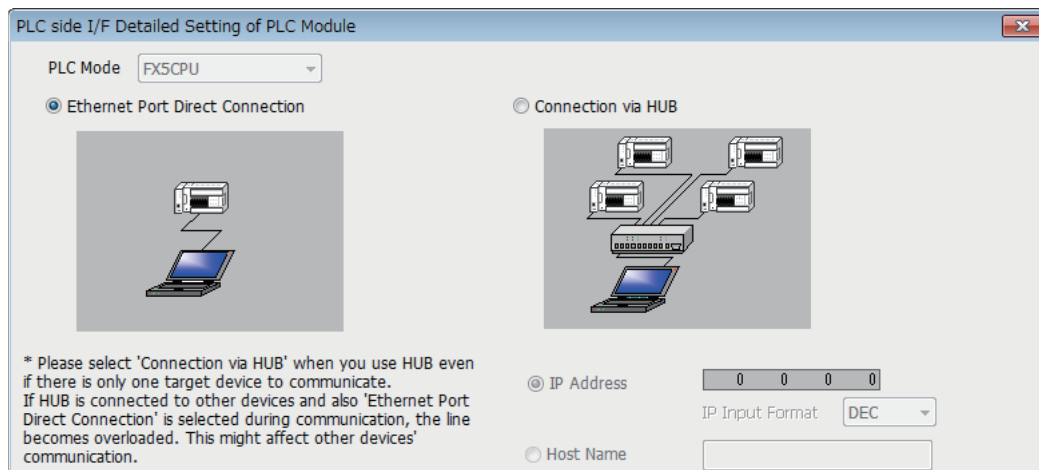 PLC side I/F Detailed Setting of PLC Module
PLC Mode FX5CPU
Ethernet Port Direct Connection
Connection via HUB
* Please select 'Connection via HUB' when you use HUB even
if there is only one target device to communicate.
If HUB is connected to other devices and also 'Ethernet Port
Direct Connection' is selected during communication, the line
becomes overloaded. This might affect other devices'
communication.
IP Address 0 0 0 0
IP Input Format DEC
Host Name